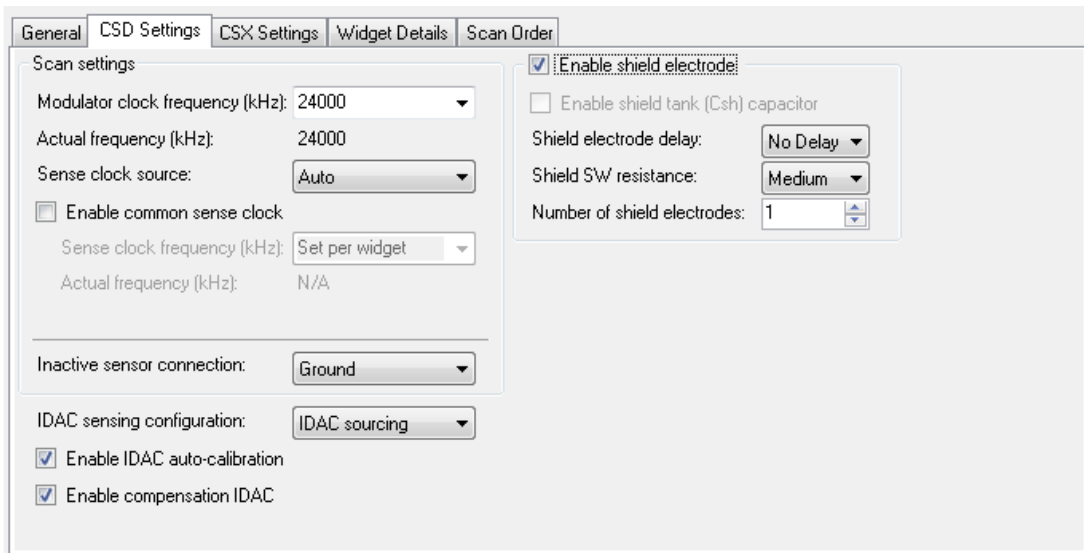 General CSD Settings CSX Settings Widget Details Scan Order
Scan settings
Modulator clock frequency (kHz): 24000
Actual frequency (kHz): 24000
Sense clock source: Auto
Enable common sense clock
Sense clock frequency (kHz): Set per widget
Actual frequency (kHz): N/A
Inactive sensor connection: Ground
IDAC sensing configuration: IDAC sourcing
Enable IDAC auto-calibration
Enable compensation IDAC
Enable shield electrode
Enable shield tank (Csh) capacitor
Shield electrode delay: No Delay
Shield SW resistance: Medium
Number of shield electrodes: 1